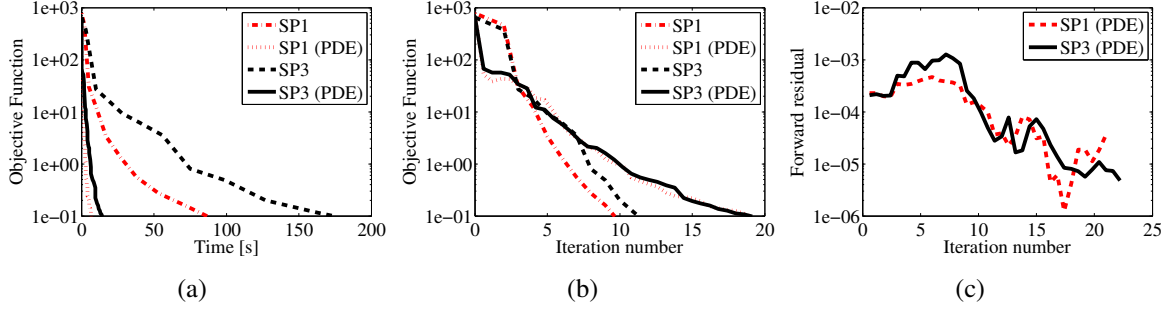 1e+03
1e+02
1e+01
1e+00
1e−01
Objective Function
0
50
100
150
200
Time [s]
SP1
SP1 (PDE)
SP3
SP3 (PDE)
(a)
1e+03
1e+02
1e+01
1e+00
1e−01
Objective Function
0
5
10
15
20
Iteration number
SP1
SP1 (PDE)
SP3
SP3 (PDE)
(b)
1e−02
1e−03
1e−04
1e−05
1e−06
Forward residual
0
5
10
15
20
25
Iteration number
SP1 (PDE)
SP3 (PDE)
(c)